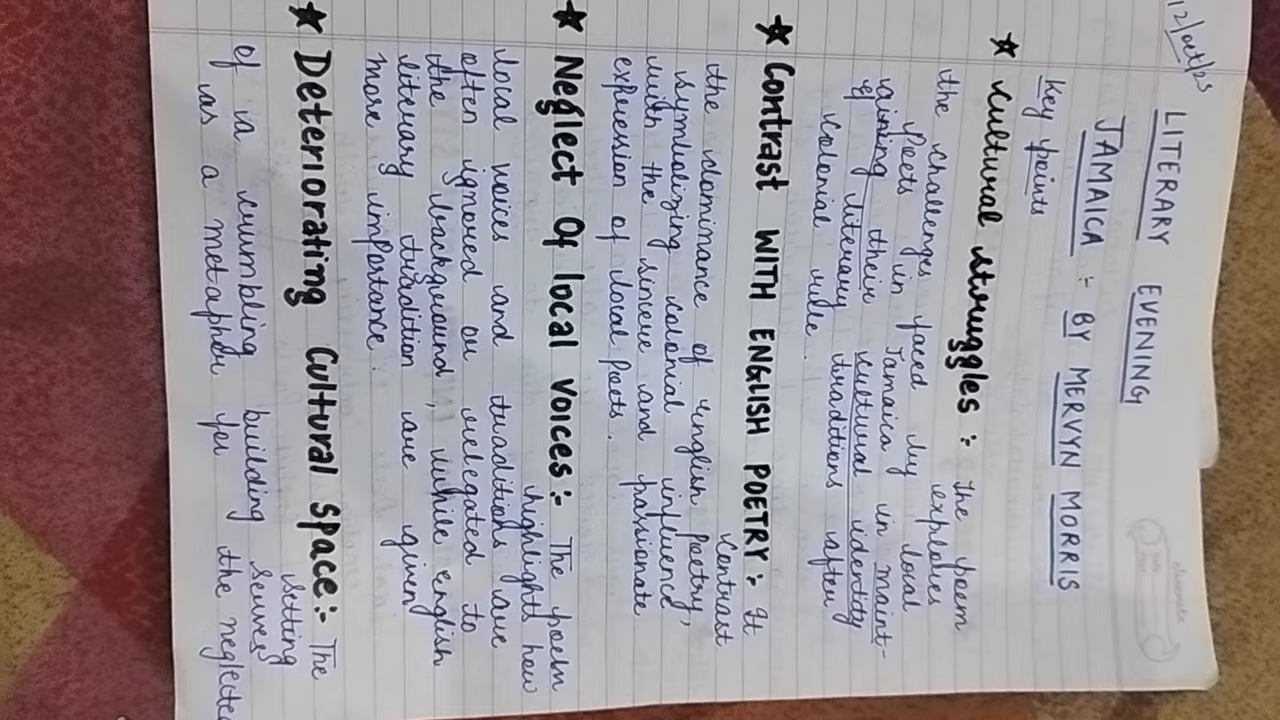 12/oct/23
LITERARY EVENING
JAMAICA :- BY MERVYN MORRIS
Key points
★ Cultural struggles :- The poem explores
the challenges faced by local
Poets in Jamaica in maint-
aining their cultural identity
& literary traditions after
colonial rule.
★ Contrast WITH ENGLISH POETRY :- It contrast
the dominance of english poetry,
symbolizing colonial influence
with the sincere and passionate
expression of local poets.
★ Neglect Of local voices :- The poem highlights how
local voices and traditions are
often ignored or relegated to
the background, while english
literary tradition are given
more importance.
★ Deteriorating Cultural space :- The setting
of a crumbling building serves
as a metaphor for the neglected